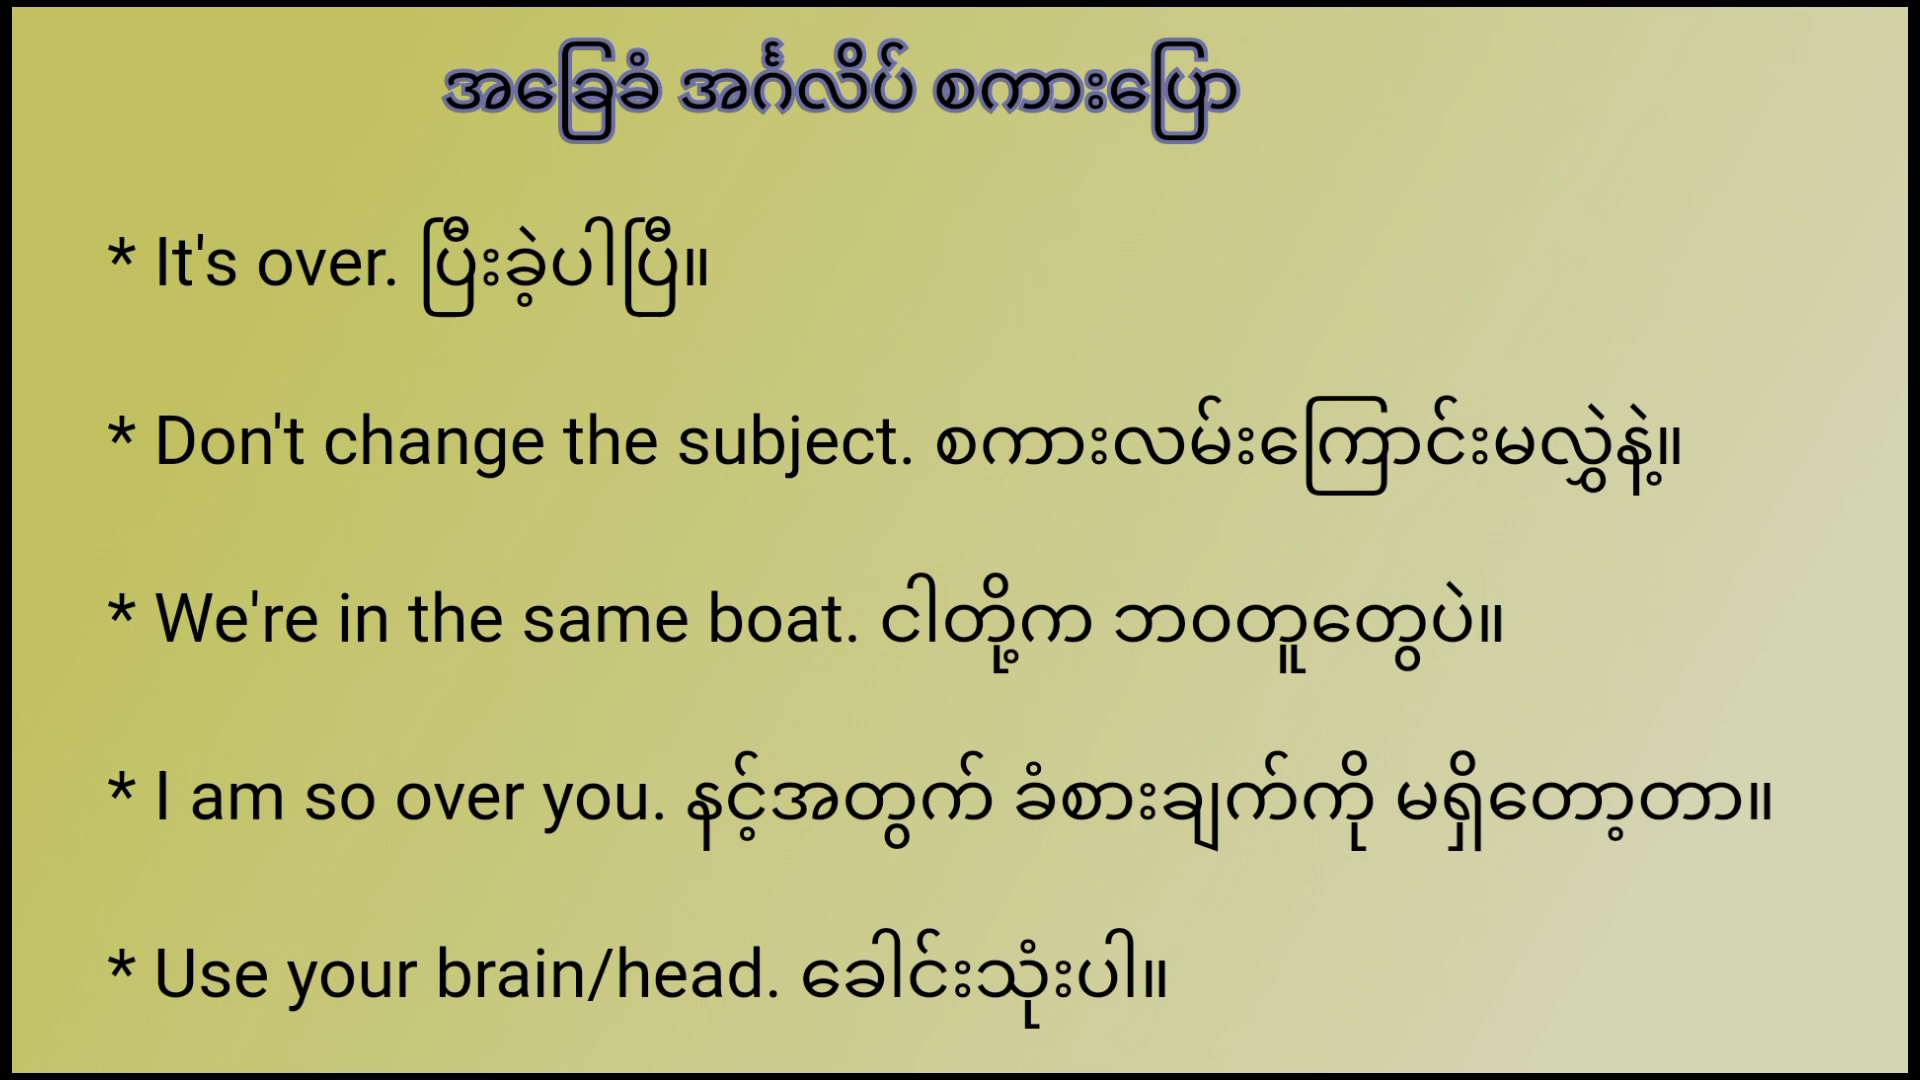 အခြေခံ အင်္ဂလိပ် စကားပြော
* It's over. ပြီးခဲ့ပါပြီ။
* Don't change the subject. စကားလမ်းကြောင်းမလွှဲနဲ့။
* We're in the same boat. ငါတို့က ဘဝတူတွေပဲ။
* I am so over you. နင့်အတွက် ခံစားချက်ကို မရှိတော့တာ။
* Use your brain/head. ခေါင်းသုံးပါ။